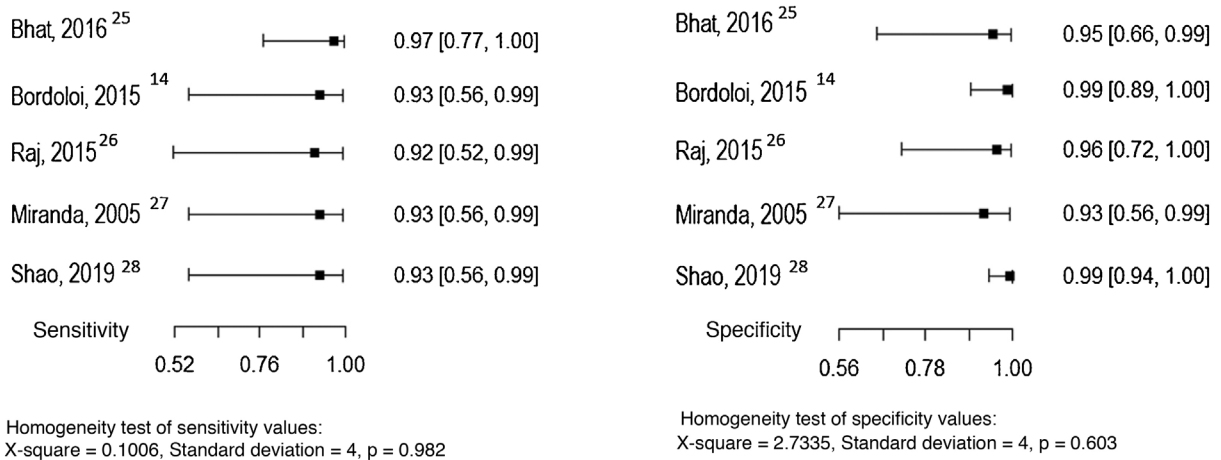 Bhat, 2016 25 0.97 [0.77, 1.00]
Bordoloi, 2015 14 0.93 [0.56, 0.99]
Raj, 2015 26 0.92 [0.52, 0.99]
Miranda, 2005 27 0.93 [0.56, 0.99]
Shao, 2019 28 0.93 [0.56, 0.99]
Sensitivity
0.52 0.76 1.00
Homogeneity test of sensitivity values:
X-square = 0.1006, Standard deviation = 4, p = 0.982
Bhat, 2016 25 0.95 [0.66, 0.99]
Bordoloi, 2015 14 0.99 [0.89, 1.00]
Raj, 2015 26 0.96 [0.72, 1.00]
Miranda, 2005 27 0.93 [0.56, 0.99]
Shao, 2019 28 0.99 [0.94, 1.00]
Specificity
0.56 0.78 1.00
Homogeneity test of specificity values:
X-square = 2.7335, Standard deviation = 4, p = 0.603